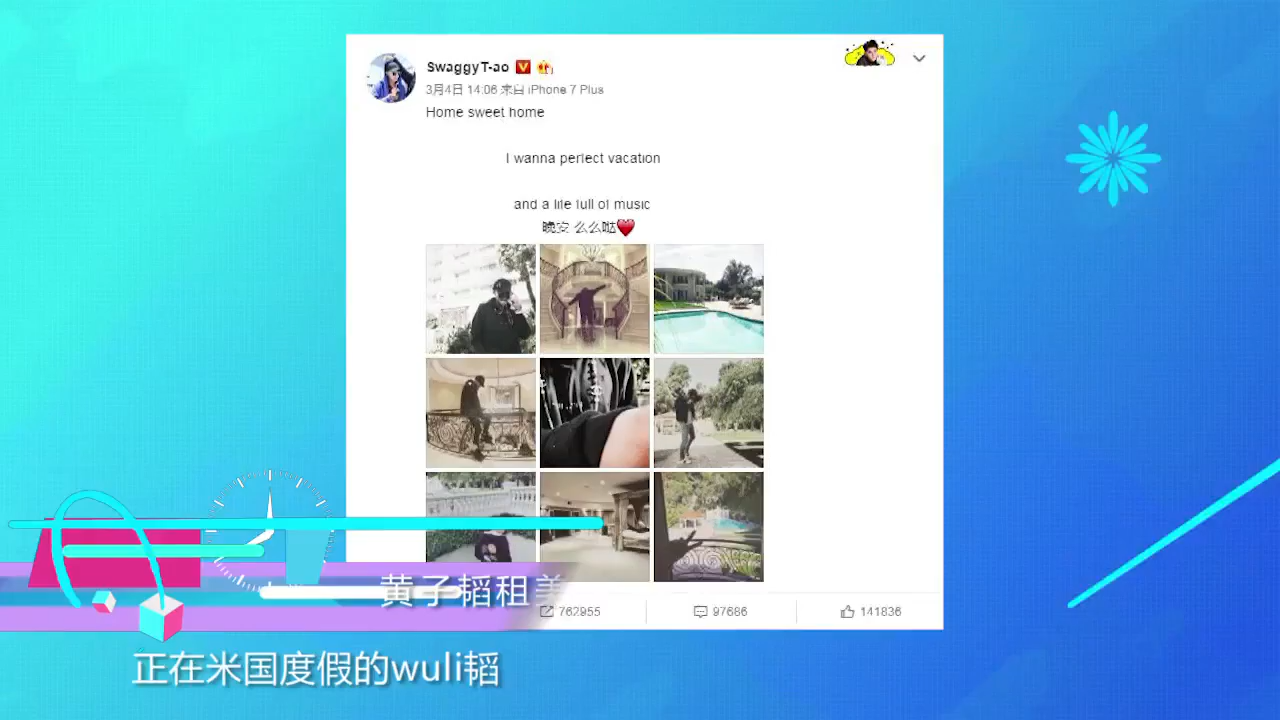 SwaggyT-ao
3月4日 14:06 来自 iPhone 7 Plus
Home sweet home
I wanna perfect vacation
and a life full of music
晚安 么么哒
762955
97686
141836
黄子韬租美
正在米国度假的wuli韬